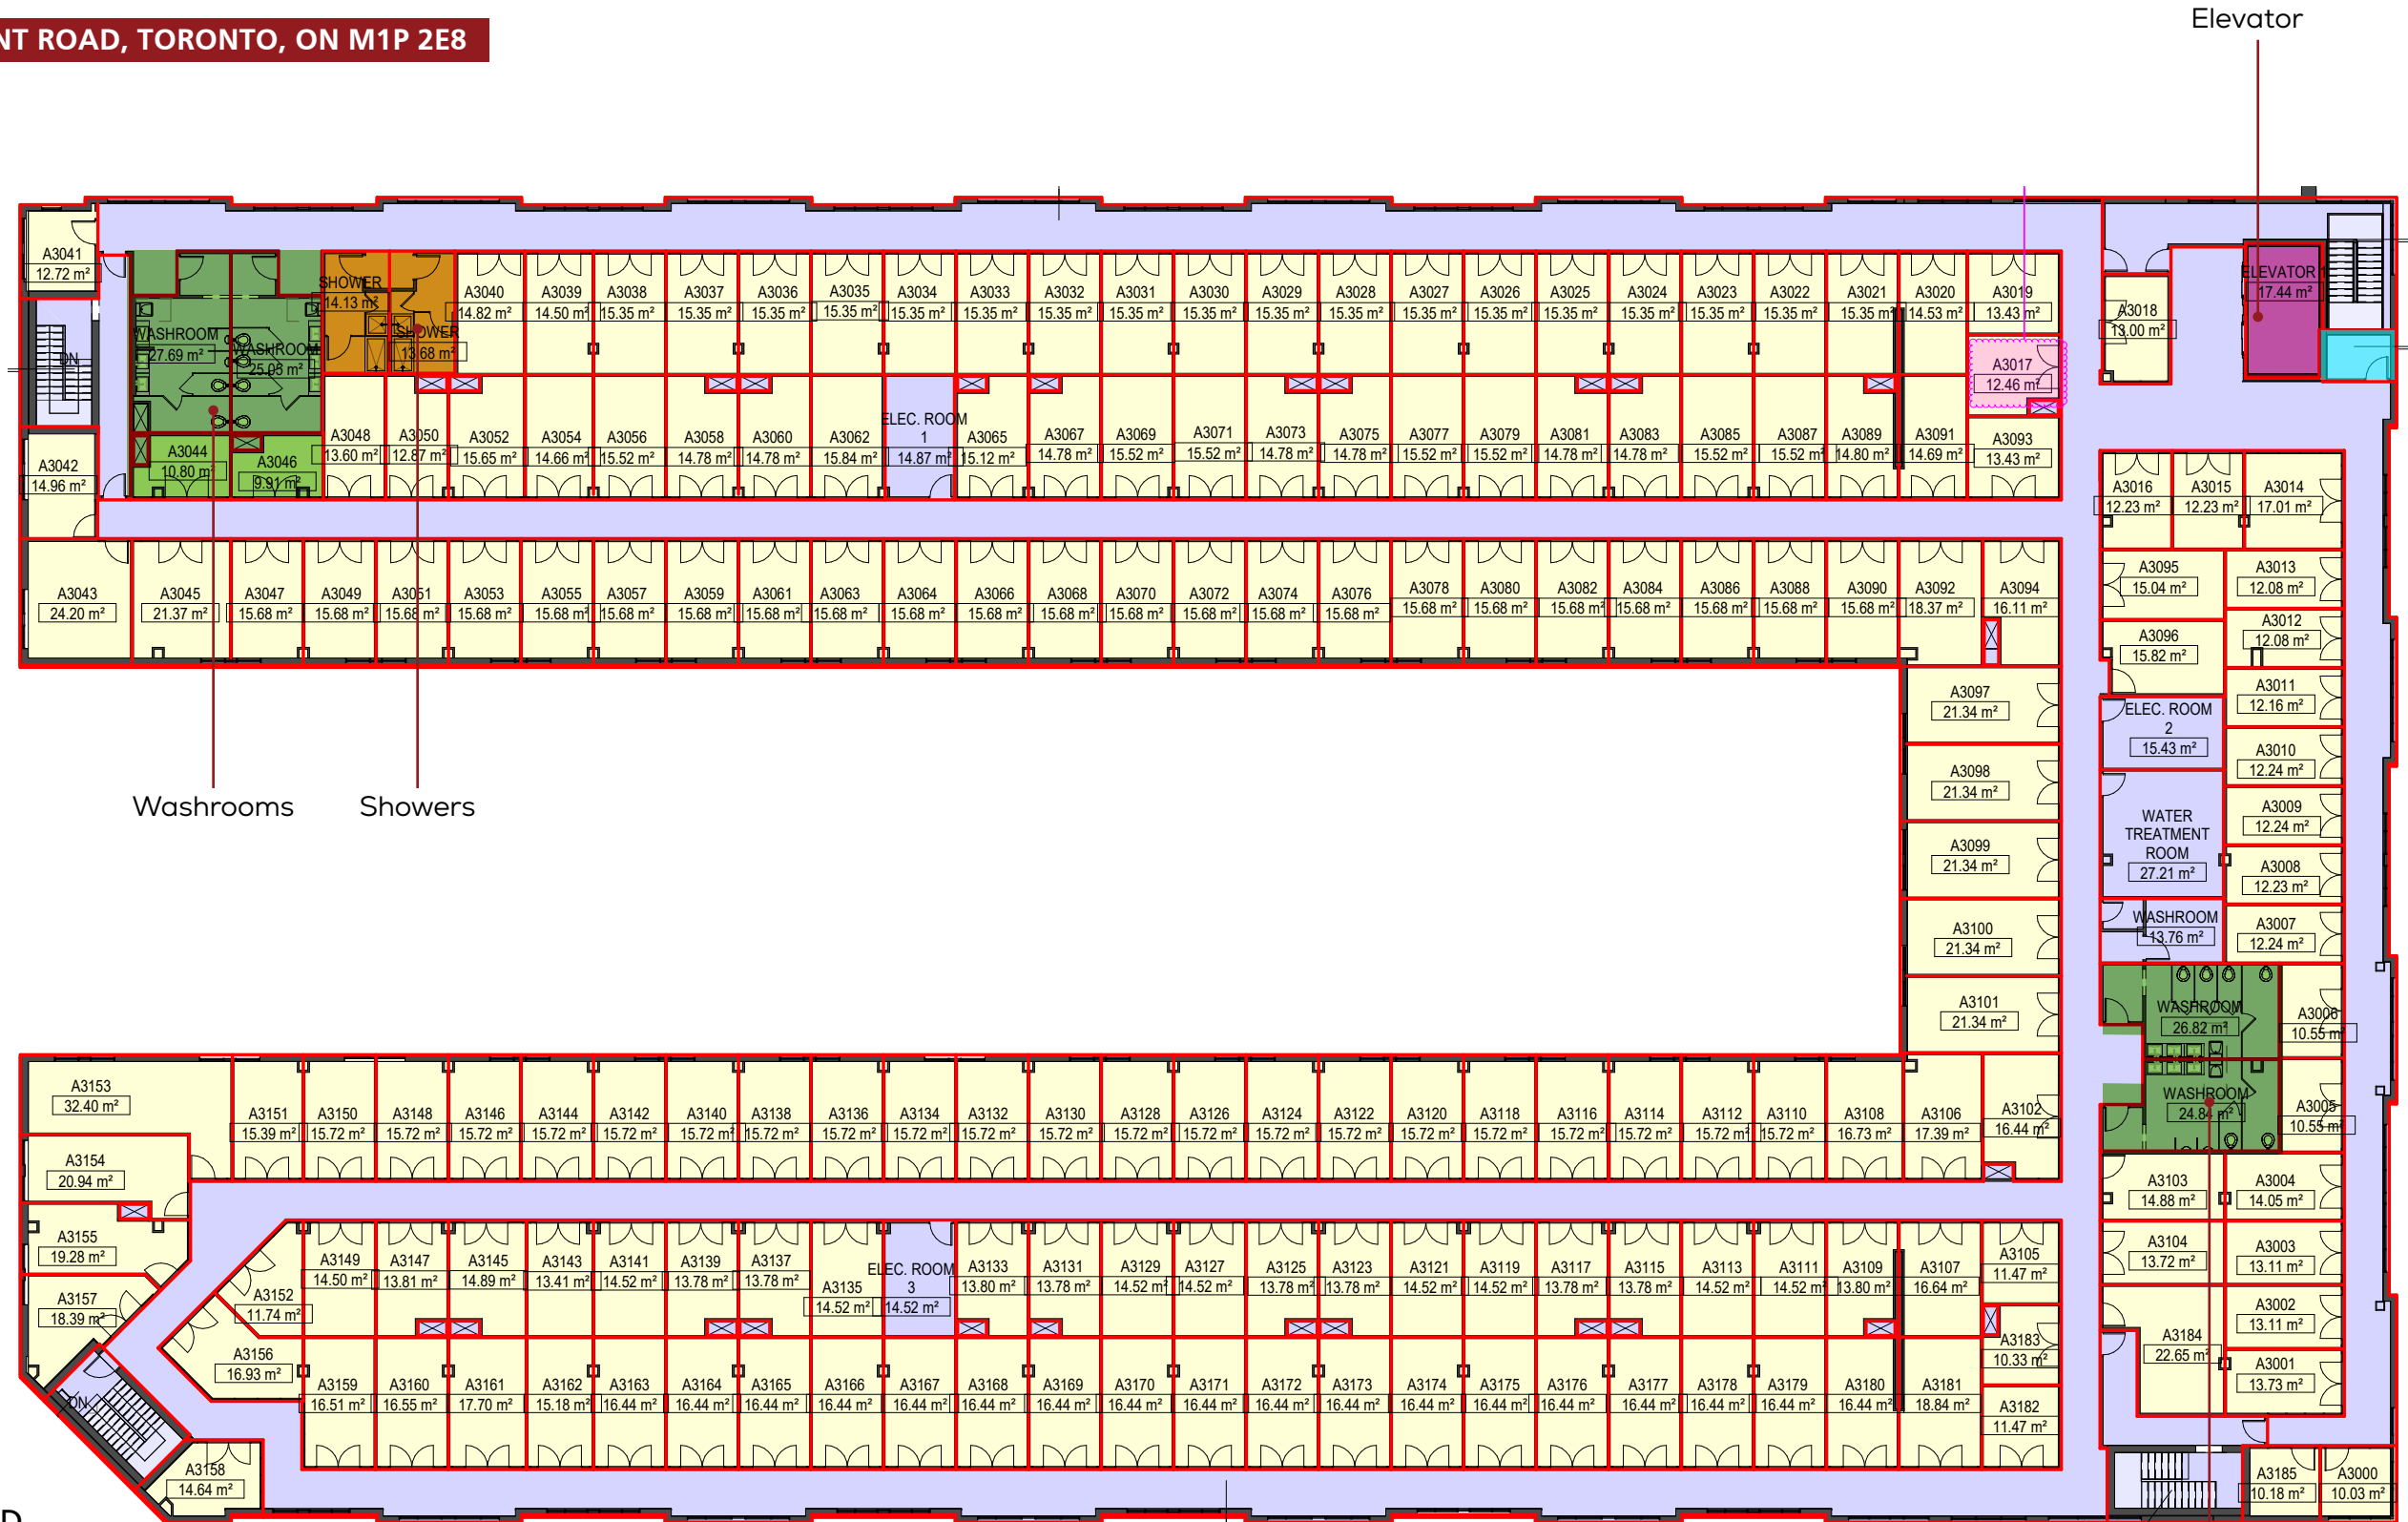 Elevator
NT ROAD, TORONTO, ON M1P 2E8
A3041
12.72 m²
DN
A3042
14.96 m²
WASHROOM
27.69 m²
WASHROOM
25.03 m²
SHOWER
14.13 m²
SHOWER
13.68 m²
A3040
14.82 m²
A3039
14.50 m²
A3038
15.35 m²
A3037
15.35 m²
A3036
15.35 m²
A3035
15.35 m²
A3034
15.35 m²
A3033
15.35 m²
A3032
15.35 m²
A3031
15.35 m²
A3030
15.35 m²
A3029
15.35 m²
A3028
15.35 m²
A3027
15.35 m²
A3026
15.35 m²
A3025
15.35 m²
A3024
15.35 m²
A3023
15.35 m²
A3022
15.35 m²
A3021
15.35 m²
A3020
14.53 m²
A3019
13.43 m²
A3017
12.46 m²
A3018
13.00 m²
ELEVATOR
17.44 m²
A3044
10.80 m²
A3046
9.91 m²
A3048
13.60 m²
A3050
12.87 m²
A3052
15.65 m²
A3054
14.66 m²
A3056
15.52 m²
A3058
14.78 m²
A3060
14.78 m²
A3062
15.84 m²
ELEC. ROOM
1
14.87 m²
A3065
15.12 m²
A3067
14.78 m²
A3069
15.52 m²
A3071
15.52 m²
A3073
14.78 m²
A3075
14.78 m²
A3077
15.52 m²
A3079
15.52 m²
A3081
14.78 m²
A3083
14.78 m²
A3085
15.52 m²
A3087
15.52 m²
A3089
14.80 m²
A3091
14.69 m²
A3093
13.43 m²
A3016
12.23 m²
A3015
12.23 m²
A3014
17.01 m²
A3043
24.20 m²
A3045
21.37 m²
A3047
15.68 m²
A3049
15.68 m²
A3051
15.68 m²
A3053
15.68 m²
A3055
15.68 m²
A3057
15.68 m²
A3059
15.68 m²
A3061
15.68 m²
A3063
15.68 m²
A3064
15.68 m²
A3066
15.68 m²
A3068
15.68 m²
A3070
15.68 m²
A3072
15.68 m²
A3074
15.68 m²
A3076
15.68 m²
A3078
15.68 m²
A3080
15.68 m²
A3082
15.68 m²
A3084
15.68 m²
A3086
15.68 m²
A3088
15.68 m²
A3090
15.68 m²
A3092
18.37 m²
A3094
16.11 m²
A3095
15.04 m²
A3013
12.08 m²
A3096
15.82 m²
A3012
12.08 m²
A3011
12.16 m²
A3097
21.34 m²
ELEC. ROOM
2
15.43 m²
A3010
12.24 m²
A3098
21.34 m²
Washrooms
Showers
A3009
12.24 m²
WATER
TREATMENT
ROOM
27.21 m²
A3099
21.34 m²
A3008
12.23 m²
A3100
21.34 m²
WASHROOM
13.76 m²
A3007
12.24 m²
A3101
21.34 m²
WASHROOM
26.82 m²
A3006
10.55 m²
WASHROOM
24.84 m²
A3005
10.55 m²
A3153
32.40 m²
A3151
15.39 m²
A3150
15.72 m²
A3148
15.72 m²
A3146
15.72 m²
A3144
15.72 m²
A3142
15.72 m²
A3140
15.72 m²
A3138
15.72 m²
A3136
15.72 m²
A3134
15.72 m²
A3132
15.72 m²
A3130
15.72 m²
A3128
15.72 m²
A3126
15.72 m²
A3124
15.72 m²
A3122
15.72 m²
A3120
15.72 m²
A3118
15.72 m²
A3116
15.72 m²
A3114
15.72 m²
A3112
15.72 m²
A3110
15.72 m²
A3108
16.73 m²
A3106
17.39 m²
A3102
16.44 m²
A3154
20.94 m²
A3103
14.88 m²
A3004
14.05 m²
A3155
19.28 m²
A3104
13.72 m²
A3003
13.11 m²
A3157
18.39 m²
A3152
11.74 m²
A3149
14.50 m²
A3147
13.81 m²
A3145
14.89 m²
A3143
13.41 m²
A3141
14.52 m²
A3139
13.78 m²
A3137
13.78 m²
A3135
14.52 m²
ELEC. ROOM
3
14.52 m²
A3133
13.80 m²
A3131
13.78 m²
A3129
14.52 m²
A3127
14.52 m²
A3125
13.78 m²
A3123
13.78 m²
A3121
14.52 m²
A3119
14.52 m²
A3117
13.78 m²
A3115
13.78 m²
A3113
14.52 m²
A3111
14.52 m²
A3109
13.80 m²
A3107
16.64 m²
A3105
11.47 m²
A3183
10.33 m²
A3002
13.11 m²
A3184
22.65 m²
A3001
13.73 m²
A3156
16.93 m²
DN
A3159
16.51 m²
A3160
16.55 m²
A3161
17.70 m²
A3162
15.18 m²
A3163
16.44 m²
A3164
16.44 m²
A3165
16.44 m²
A3166
16.44 m²
A3167
16.44 m²
A3168
16.44 m²
A3169
16.44 m²
A3170
16.44 m²
A3171
16.44 m²
A3172
16.44 m²
A3173
16.44 m²
A3174
16.44 m²
A3175
16.44 m²
A3176
16.44 m²
A3177
16.44 m²
A3178
16.44 m²
A3179
16.44 m²
A3180
16.44 m²
A3181
18.84 m²
A3182
11.47 m²
A3158
14.64 m²
A3185
10.18 m²
A3000
10.03 m²
D